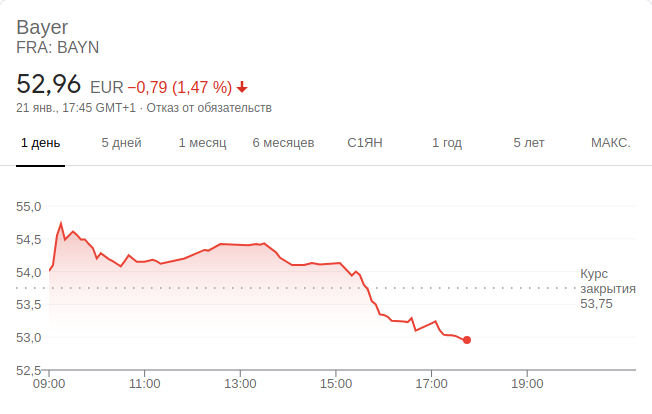 Bayer
FRA: BAYN
52,96 EUR −0,79 (1,47 %)
21 янв., 17:45 GMT+1 · Отказ от обязательств
1 день 5 дней 1 месяц 6 месяцев С1ЯН 1 год 5 лет МАКС.
55,0
54,5
54,0
53,5
53,0
52,5
Курс
закрытия
53,75
09:00 11:00 13:00 15:00 17:00 19:00